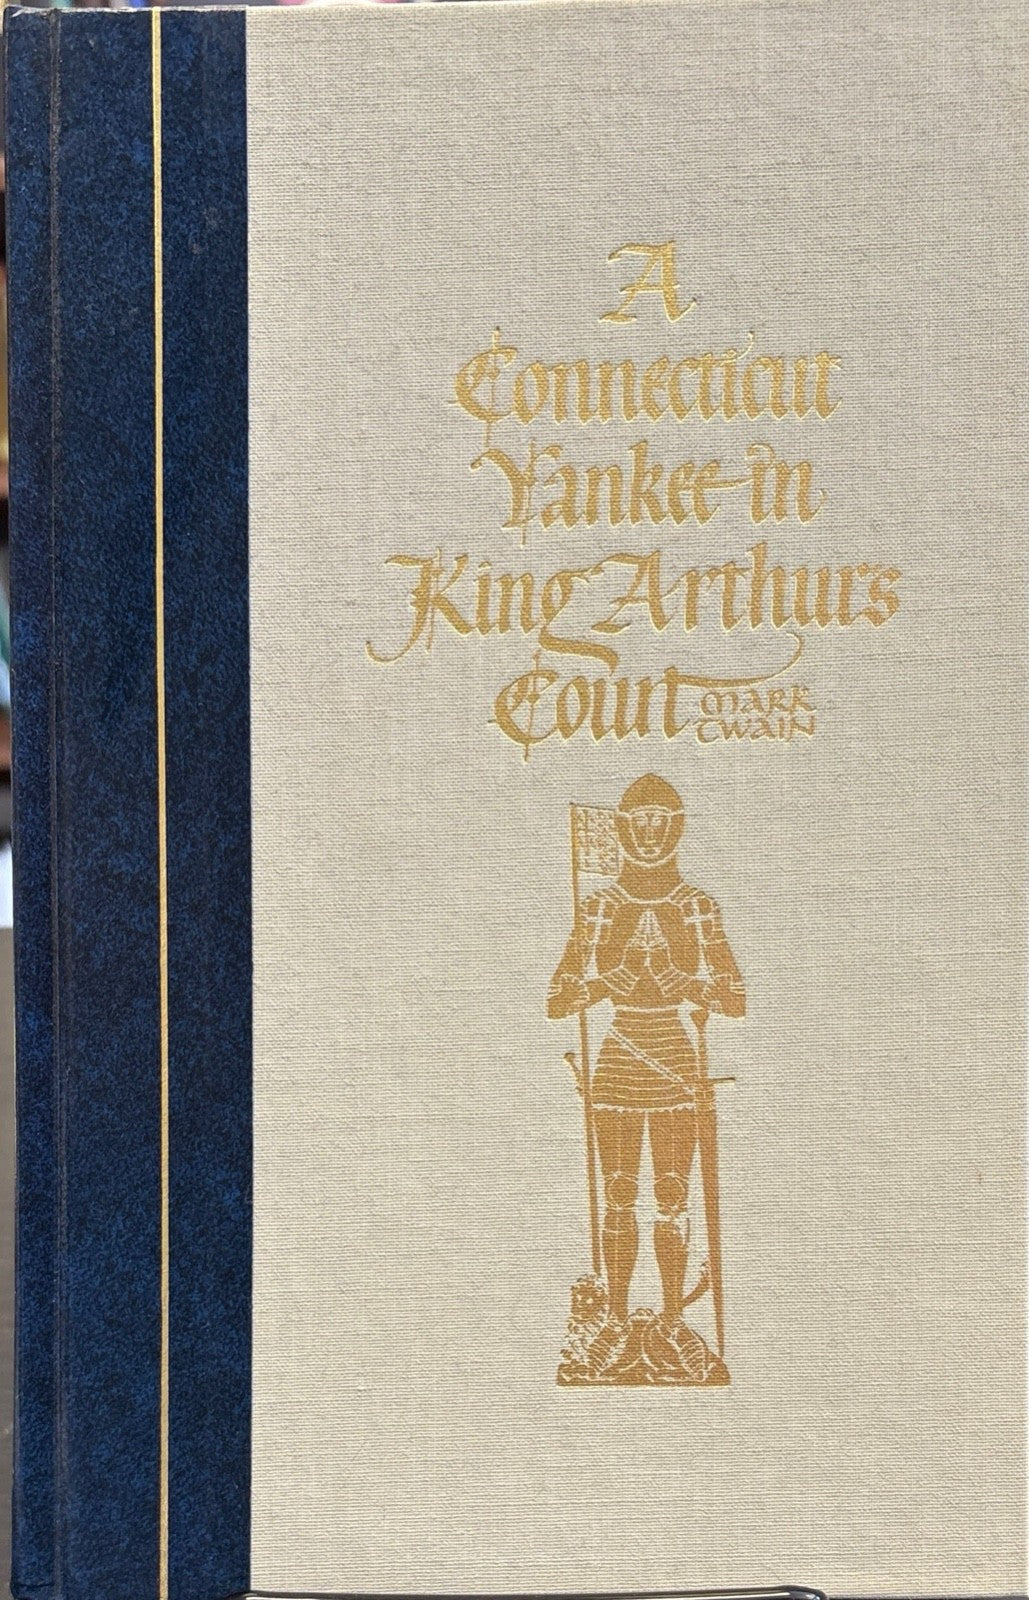 A
Connecticut
Yankee in
King Arthur's
Court MARK
TWAIN